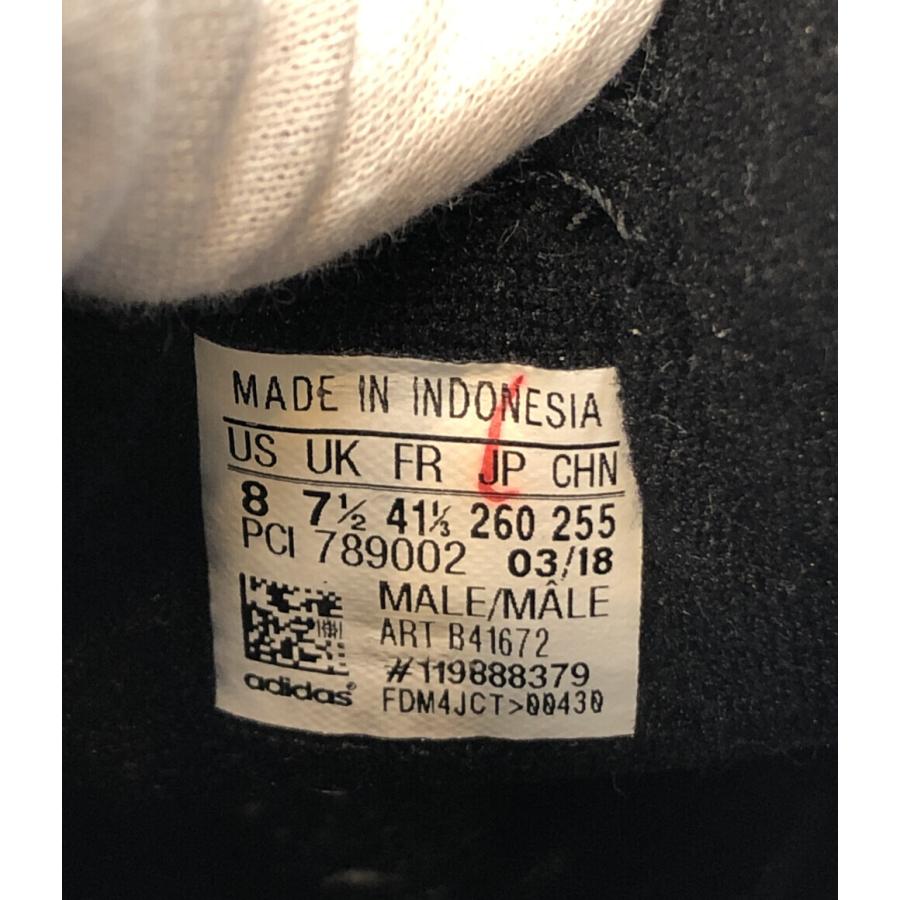 MADE IN INDONESIA
US UK FR JP CHN
8 7½ 41⅓ 260 255
PCI 789002 03/18
MALE/MÂLE
ART B41672
#119888379
adidas® FDM4JCT>00430